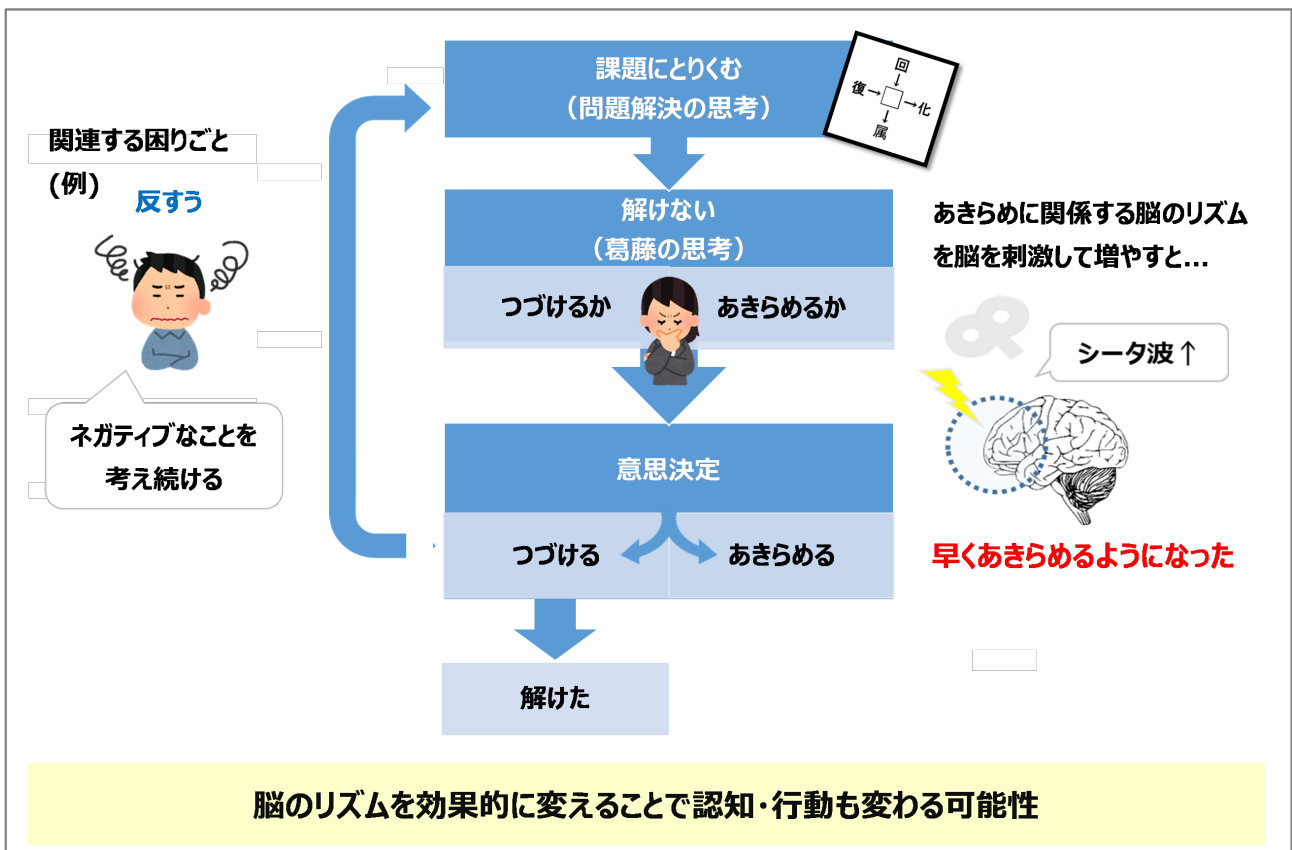 課題にとりくむ
（問題解決の思考）
回
↓
復→□→化
↓
属
関連する困りごと
(例)
反すう
ネガティブなことを
考え続ける
解けない
（葛藤の思考）
つづけるか
あきらめるか
意思決定
つづける
あきらめる
解けた
あきらめに関係する脳のリズム
を脳を刺激して増やすと...
シータ波↑
早くあきらめるようになった
脳のリズムを効果的に変えることで認知・行動も変わる可能性